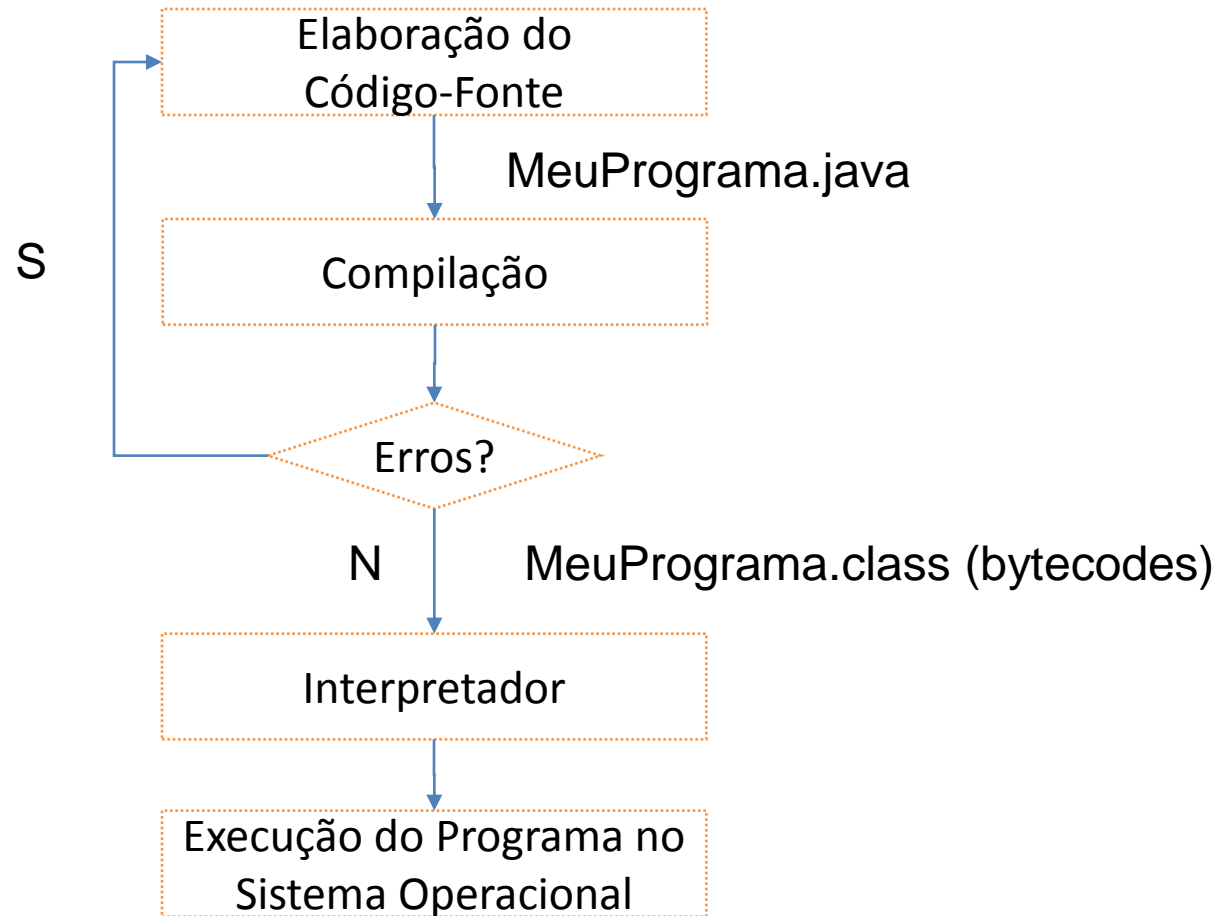 Elaboração do
Código-Fonte
MeuPrograma.java
S
Compilação
Erros?
N
MeuPrograma.class (bytecodes)
Interpretador
Execução do Programa no
Sistema Operacional